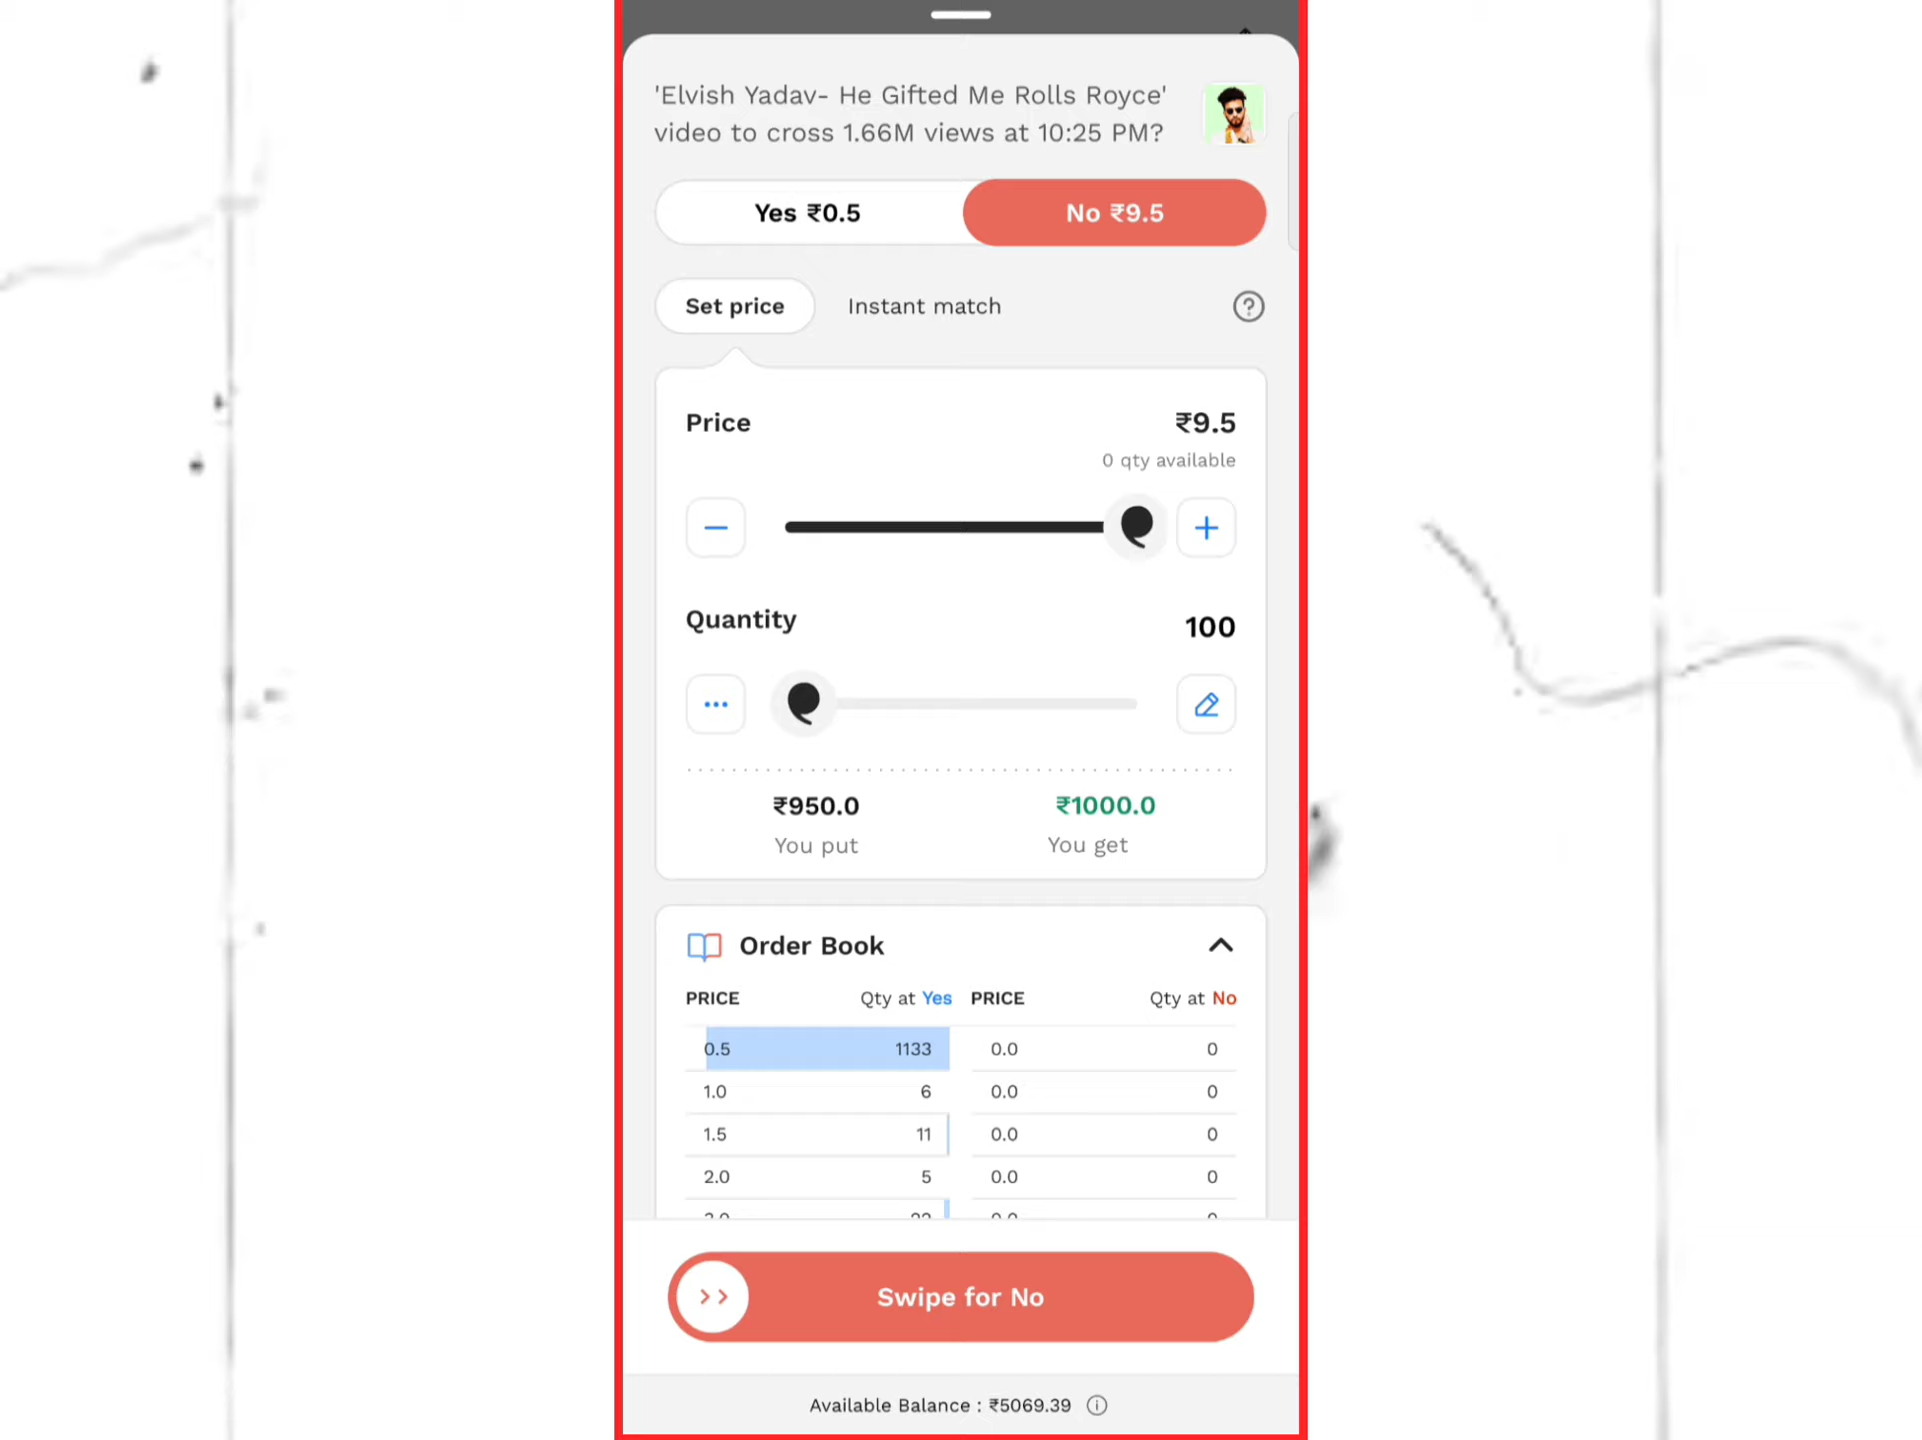 'Elvish Yadav- He Gifted Me Rolls Royce'
video to cross 1.66M views at 10:25 PM?
Yes ₹0.5 No ₹9.5
Set price Instant match
Price ₹9.5
0 qty available
Quantity 100
₹950.0 ₹1000.0
You put You get
Order Book
PRICE Qty at Yes PRICE Qty at No
0.5 1133 0.0 0
1.0 6 0.0 0
1.5 11 0.0 0
2.0 5 0.0 0
Swipe for No
Available Balance : ₹5069.39